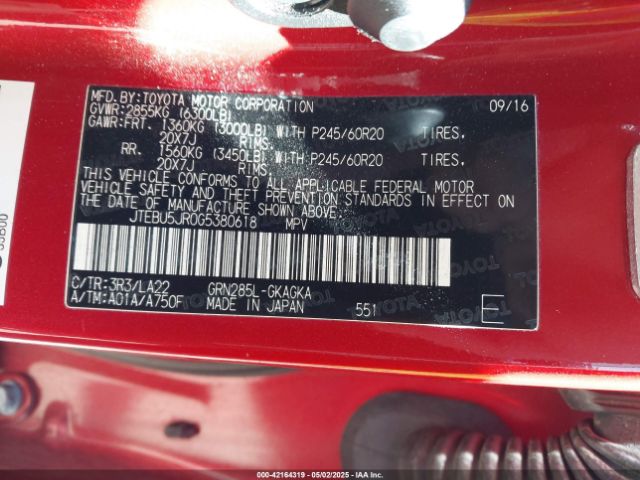 MFD.BY:TOYOTA MOTOR CORPORATION 09/16
GVWR:2855KG (6300LB)
GAWR:FRT. 1360KG (3000LB) WITH P245/60R20 TIRES,
20X7J RIMS.
RR. 1560KG (3450LB) WITH P245/60R20 TIRES,
20X7J RIMS.
THIS VEHICLE CONFORMS TO ALL APPLICABLE FEDERAL MOTOR
VEHICLE SAFETY AND THEFT PREVENTION STANDARDS IN EFFECT ON
THE DATE OF MANUFACTURE SHOWN ABOVE.
JTEBU5JR0G5380618 MPV
C/TR:3R3/LA22 GRN285L-GKAGKA
A/TM:A01A/A750F MADE IN JAPAN 551 E
00-42164319 | 05/02/2025 | IAA, Inc.